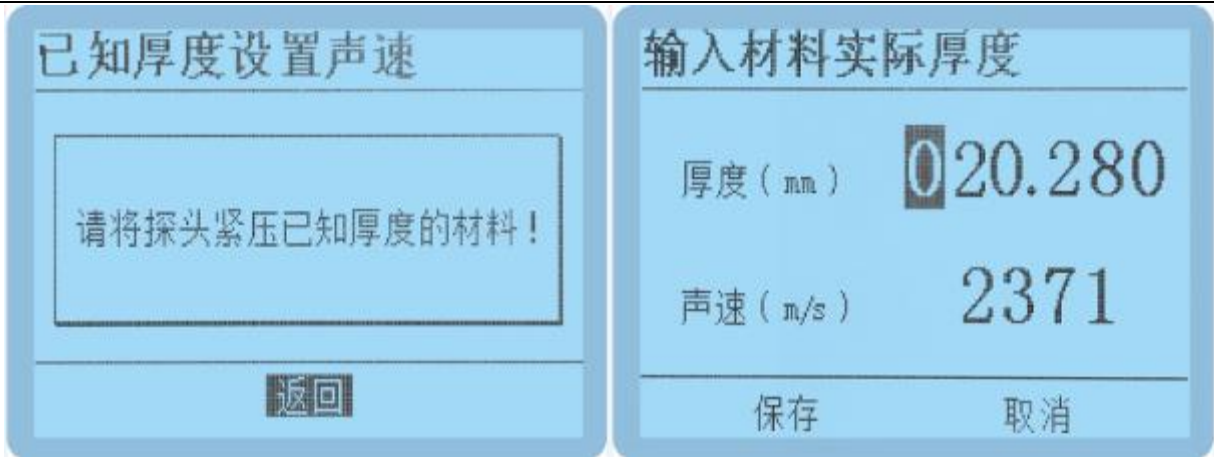 已知厚度设置声速
请将探头紧压已知厚度的材料！
返回
输入材料实际厚度
厚度（mm） 020.280
声速（m/s） 2371
保存 取消